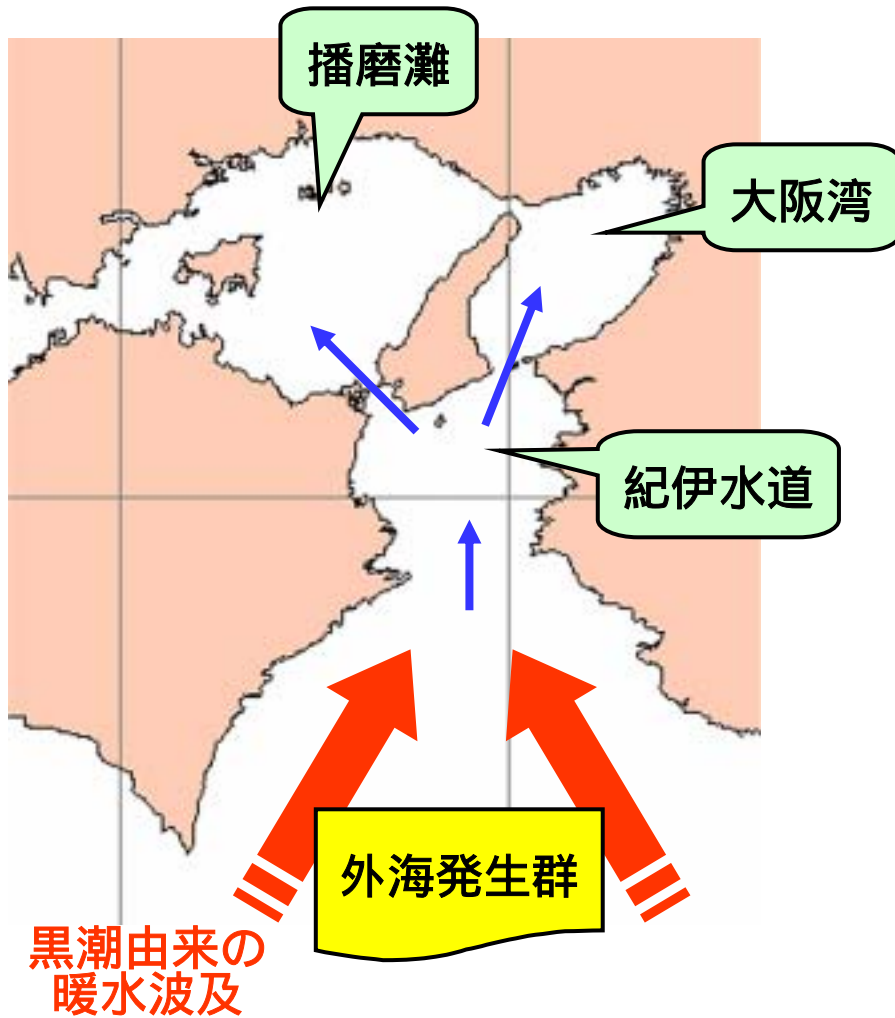 播磨灘
大阪湾
紀伊水道
外海発生群
黒潮由来の
暖水波及